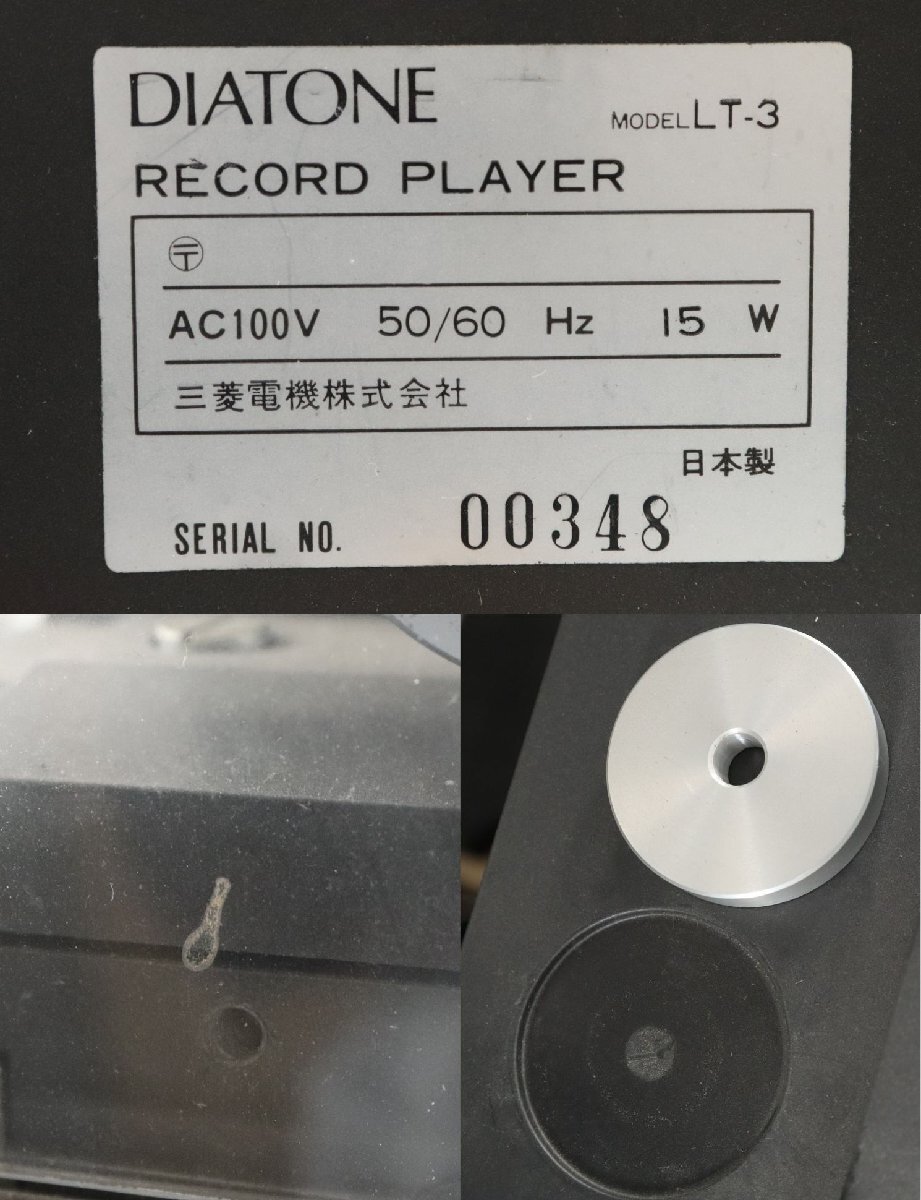 DIATONE
MODEL LT-3
RECORD PLAYER
〶
AC100V 50/60 Hz 15 W
三菱電機株式会社
日本製
SERIAL NO. 00348